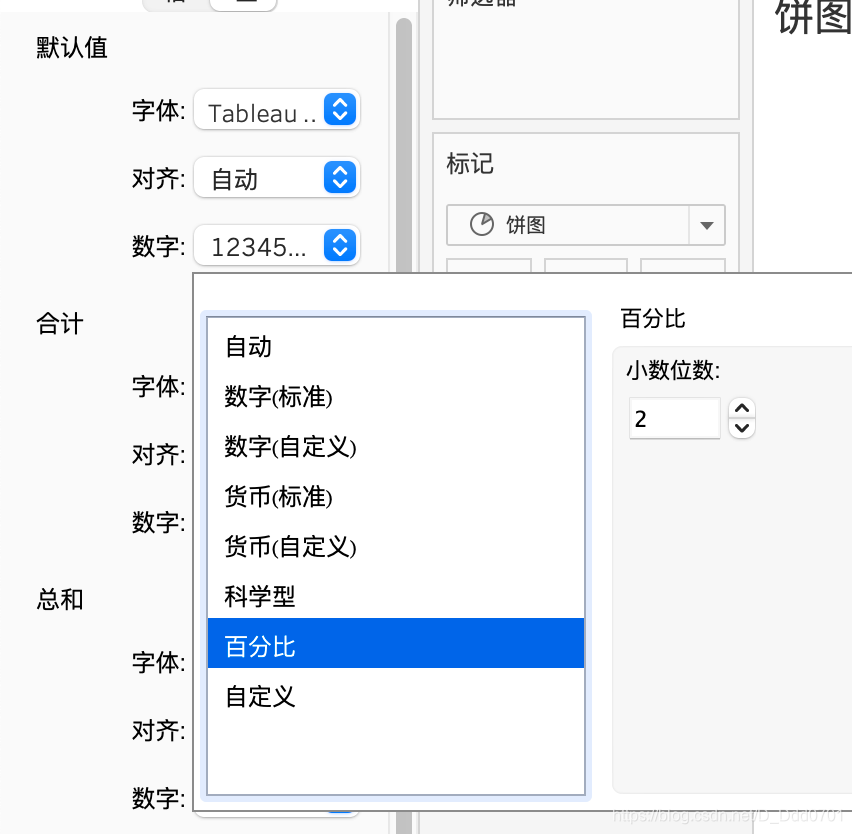 筛选器
饼图
默认值
字体: Tableau ..
对齐: 自动
数字: 12345...
标记
饼图
合计
字体:
对齐:
数字:
总和
字体:
对齐:
数字:
自动
数字(标准)
数字(自定义)
货币(标准)
货币(自定义)
科学型
百分比
自定义
百分比
小数位数:
2
https://blog.csdn.net/D_Ddd0701